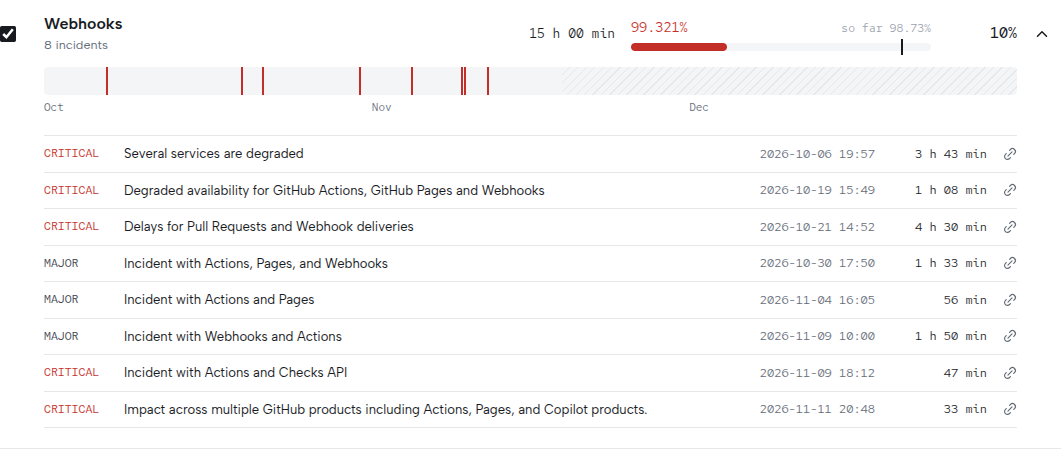 Webhooks
8 incidents
15 h 00 min
99.321%
so far 98.73%
10%
Oct
Nov
Dec
CRITICAL Several services are degraded 2026-10-06 19:57 3 h 43 min
CRITICAL Degraded availability for GitHub Actions, GitHub Pages and Webhooks 2026-10-19 15:49 1 h 08 min
CRITICAL Delays for Pull Requests and Webhook deliveries 2026-10-21 14:52 4 h 30 min
MAJOR Incident with Actions, Pages, and Webhooks 2026-10-30 17:50 1 h 33 min
MAJOR Incident with Actions and Pages 2026-11-04 16:05 56 min
MAJOR Incident with Webhooks and Actions 2026-11-09 10:00 1 h 50 min
CRITICAL Incident with Actions and Checks API 2026-11-09 18:12 47 min
CRITICAL Impact across multiple GitHub products including Actions, Pages, and Copilot products. 2026-11-11 20:48 33 min